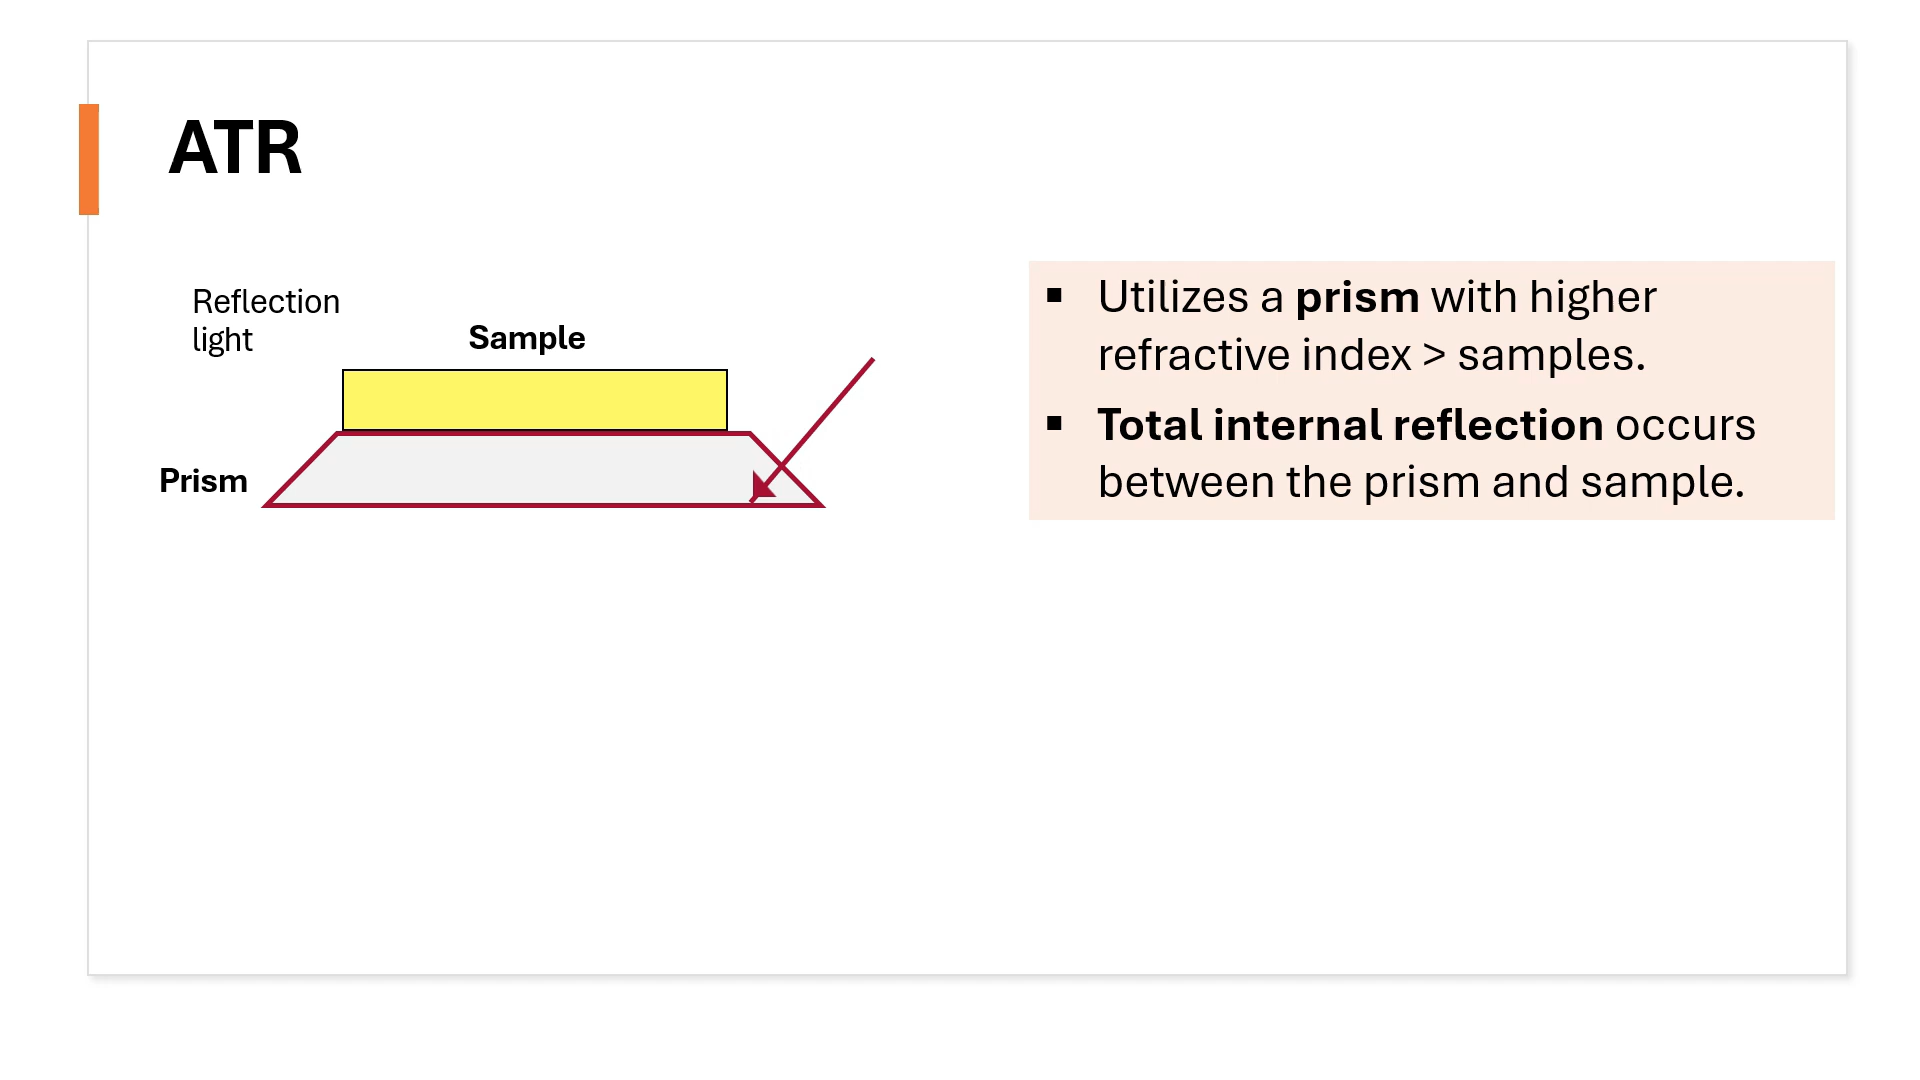 ATR
Reflection
light
Sample
Prism
▪ Utilizes a prism with higher
refractive index > samples.
▪ Total internal reflection occurs
between the prism and sample.